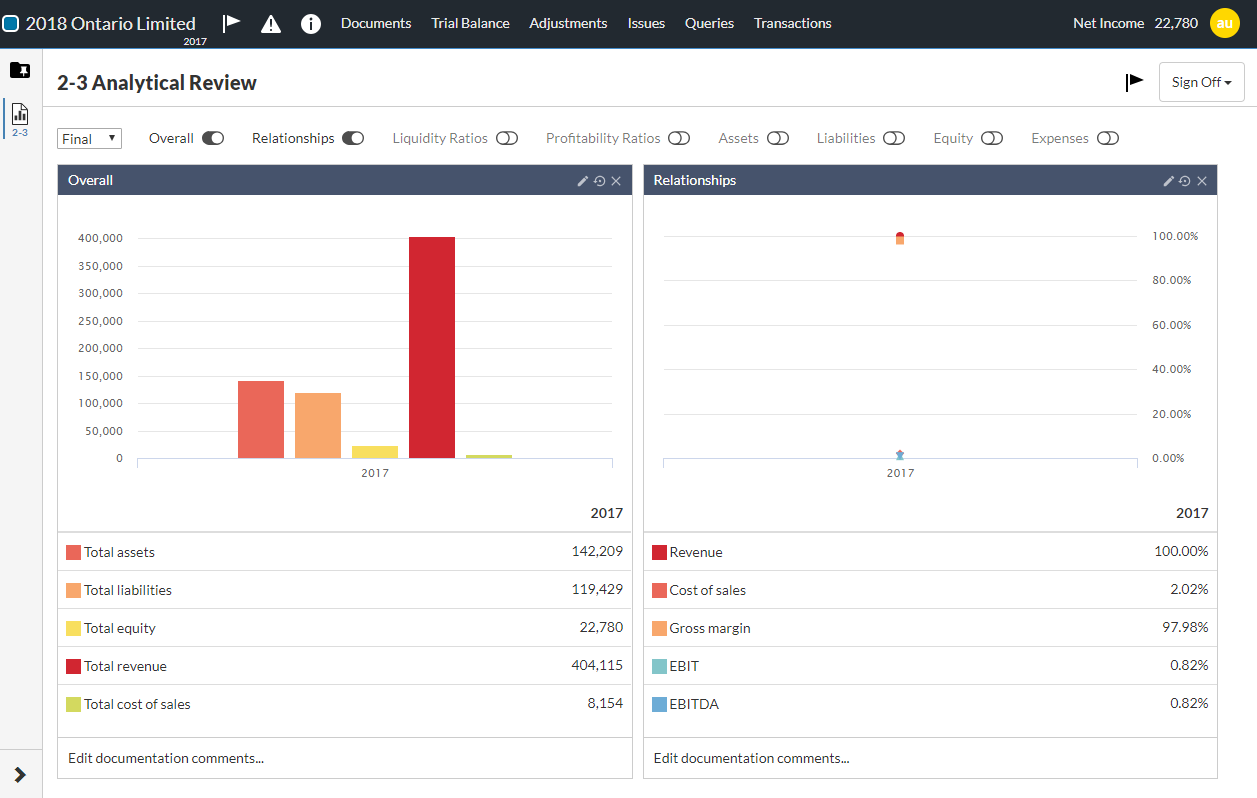 2018 Ontario Limited Documents Trial Balance Adjustments Issues Queries Transactions Net Income 22,780 au
2017
2-3 Analytical Review Sign Off
2-3
Final Overall Relationships Liquidity Ratios Profitability Ratios Assets Liabilities Equity Expenses
Overall
400,000
350,000
300,000
250,000
200,000
150,000
100,000
50,000
0
2017
2017
Total assets 142,209
Total liabilities 119,429
Total equity 22,780
Total revenue 404,115
Total cost of sales 8,154
Edit documentation comments...
Relationships
100.00%
80.00%
60.00%
40.00%
20.00%
0.00%
2017
2017
Revenue 100.00%
Cost of sales 2.02%
Gross margin 97.98%
EBIT 0.82%
EBITDA 0.82%
Edit documentation comments...